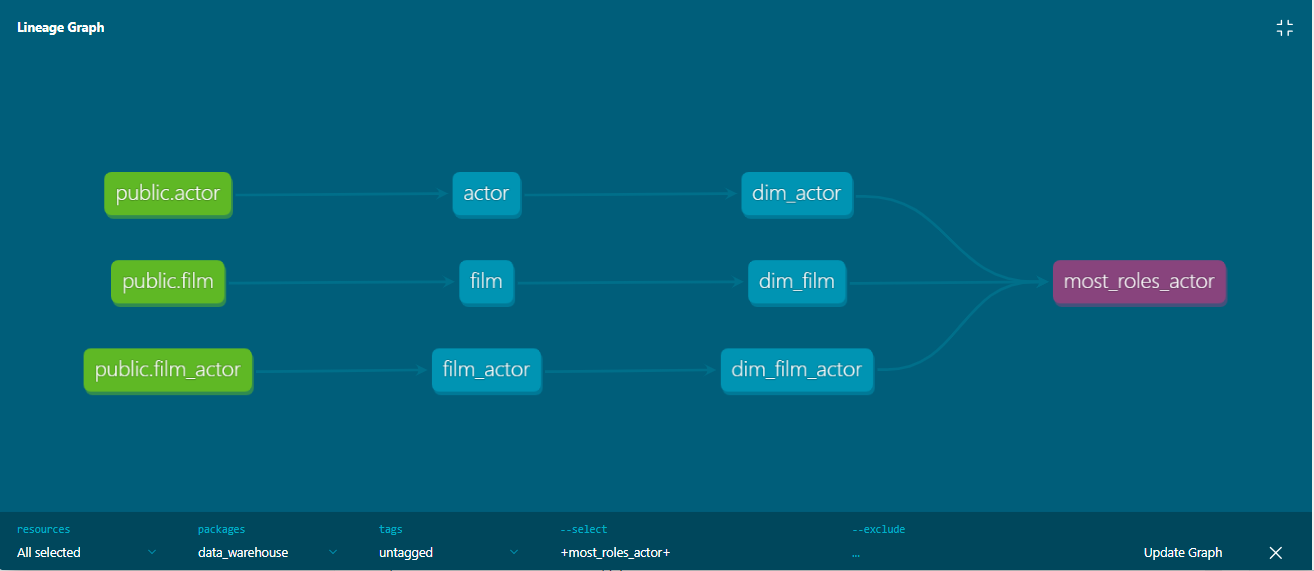 Lineage Graph
public.actor actor dim_actor
public.film film dim_film most_roles_actor
public.film_actor film_actor dim_film_actor
resources packages tags --select --exclude
All selected data_warehouse untagged +most_roles_actor+ ... Update Graph